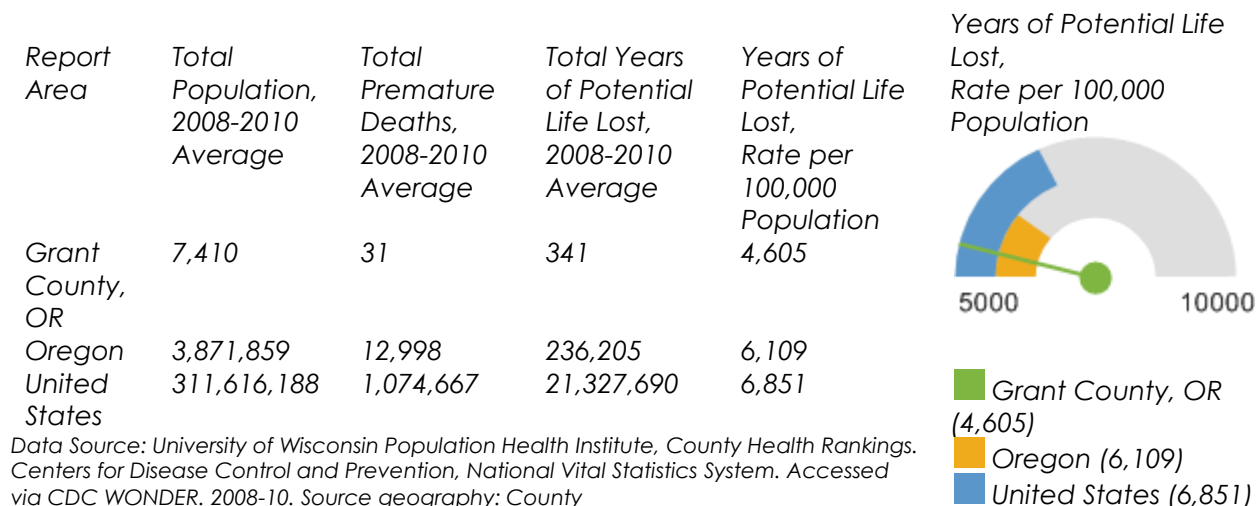 Report Area
Total Population, 2008-2010 Average
Total Premature Deaths, 2008-2010 Average
Total Years of Potential Life Lost, 2008-2010 Average
Years of Potential Life Lost, Rate per 100,000 Population
Grant County, OR 7,410 31 341 4,605
Oregon 3,871,859 12,998 236,205 6,109
United States 311,616,188 1,074,667 21,327,690 6,851
Data Source: University of Wisconsin Population Health Institute, County Health Rankings.
Centers for Disease Control and Prevention, National Vital Statistics System. Accessed
via CDC WONDER. 2008-10. Source geography: County
Years of Potential Life
Lost,
Rate per 100,000
Population
5000 10000
Grant County, OR
(4,605)
Oregon (6,109)
United States (6,851)